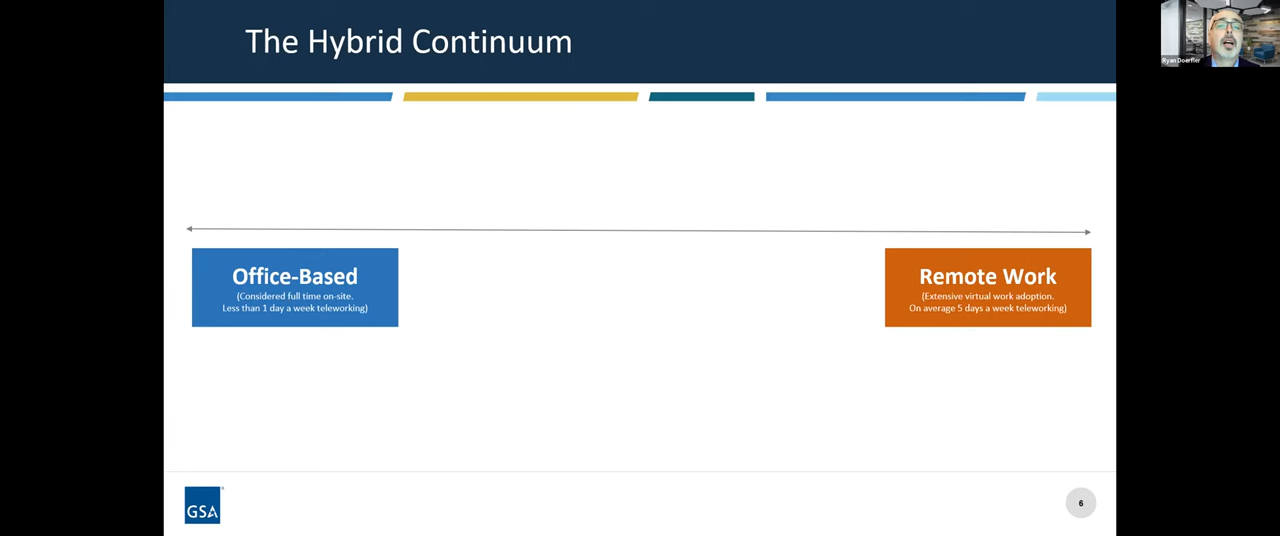 The Hybrid Continuum
Ryan Doerfler
Office-Based
(Considered full time on-site.
Less than 1 day a week teleworking)
Remote Work
(Extensive virtual work adoption.
On average 5 days a week teleworking)
GSA
6